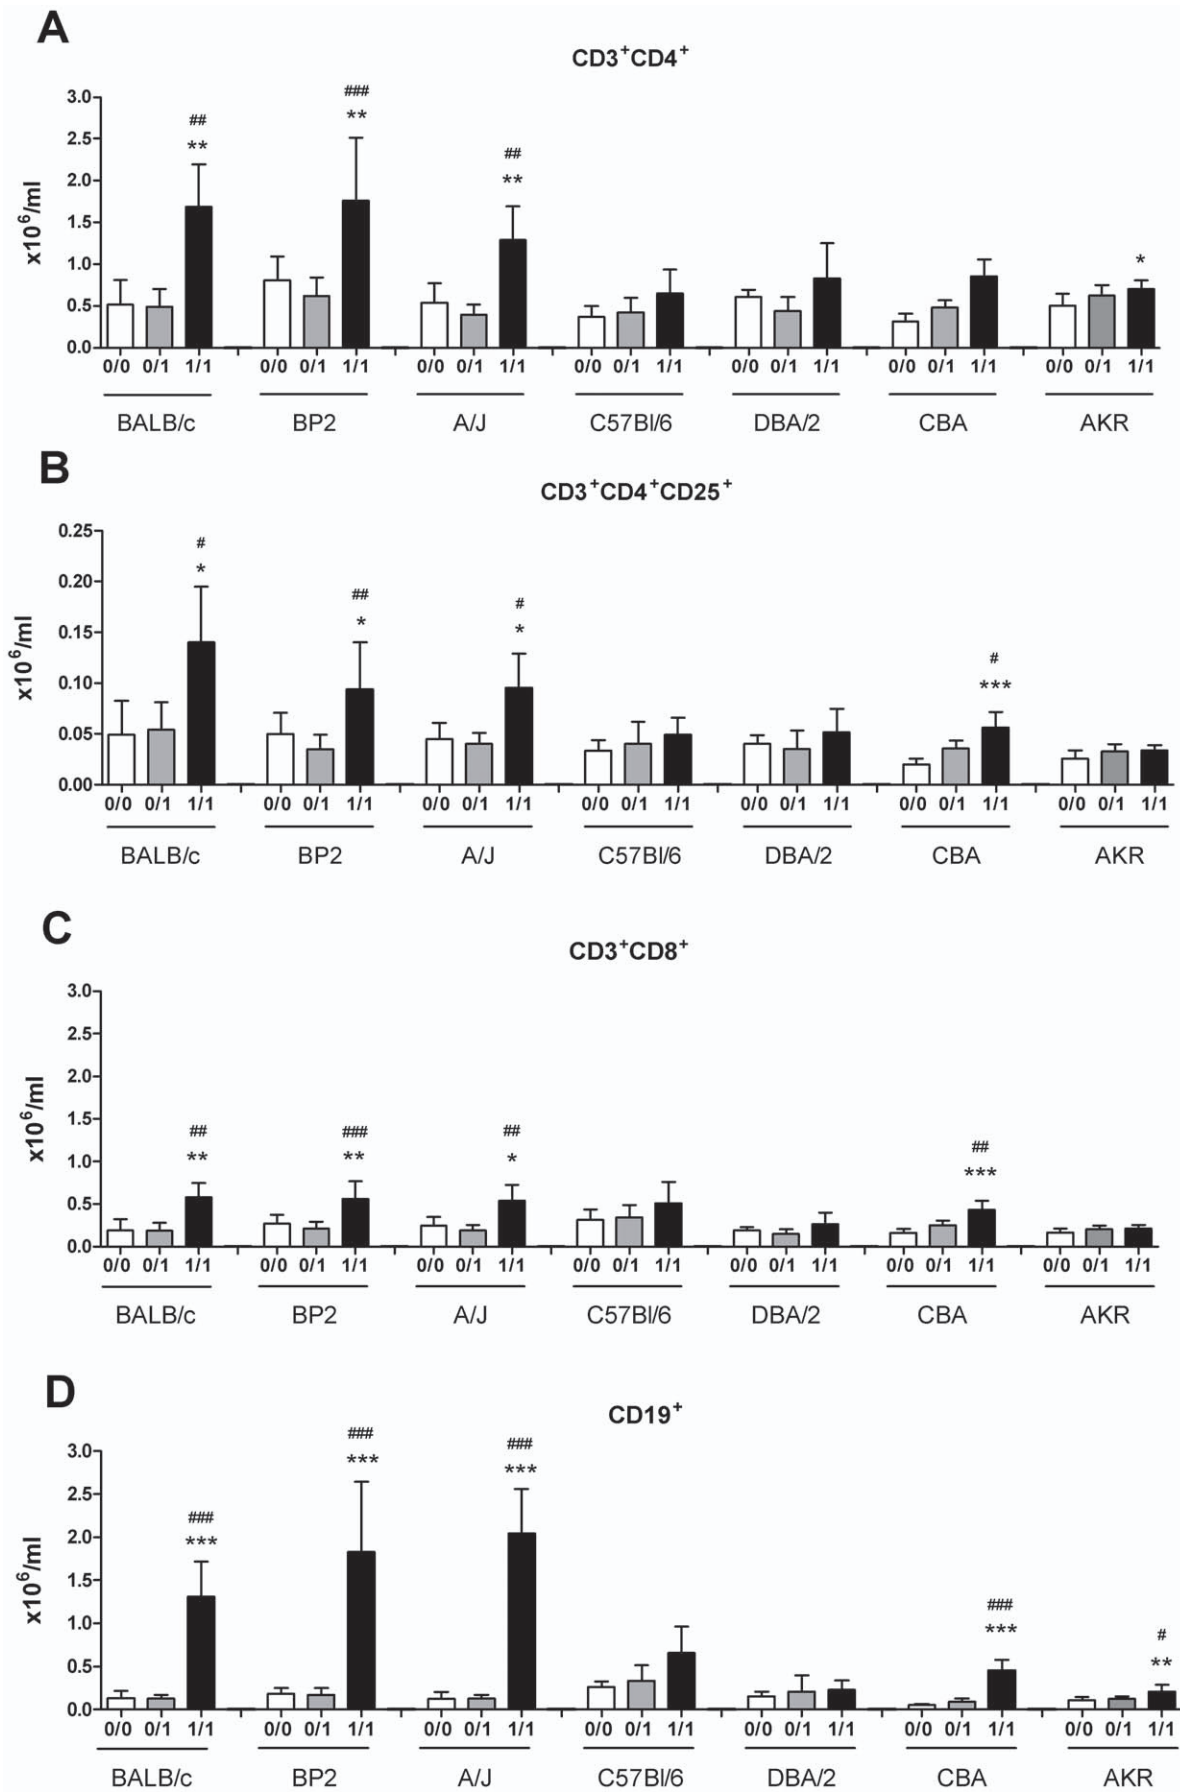 A
CD3⁺CD4⁺
## ###
** ** ## ** *
3.0
2.5
2.0
1.5
1.0
0.5
0.0
x10⁶/ml
0/0 0/1 1/1 0/0 0/1 1/1 0/0 0/1 1/1 0/0 0/1 1/1 0/0 0/1 1/1 0/0 0/1 1/1 0/0 0/1 1/1
BALB/c BP2 A/J C57Bl/6 DBA/2 CBA AKR
B
CD3⁺CD4⁺CD25⁺
# ## # #
* * * ***
0.25
0.20
0.15
0.10
0.05
0.00
x10⁶/ml
0/0 0/1 1/1 0/0 0/1 1/1 0/0 0/1 1/1 0/0 0/1 1/1 0/0 0/1 1/1 0/0 0/1 1/1 0/0 0/1 1/1
BALB/c BP2 A/J C57Bl/6 DBA/2 CBA AKR
C
CD3⁺CD8⁺
## ### ## ##
** ** * ***
3.0
2.5
2.0
1.5
1.0
0.5
0.0
x10⁶/ml
0/0 0/1 1/1 0/0 0/1 1/1 0/0 0/1 1/1 0/0 0/1 1/1 0/0 0/1 1/1 0/0 0/1 1/1 0/0 0/1 1/1
BALB/c BP2 A/J C57Bl/6 DBA/2 CBA AKR
D
CD19⁺
### ### ### ### #
*** *** *** *** **
3.0
2.5
2.0
1.5
1.0
0.5
0.0
x10⁶/ml
0/0 0/1 1/1 0/0 0/1 1/1 0/0 0/1 1/1 0/0 0/1 1/1 0/0 0/1 1/1 0/0 0/1 1/1 0/0 0/1 1/1
BALB/c BP2 A/J C57Bl/6 DBA/2 CBA AKR